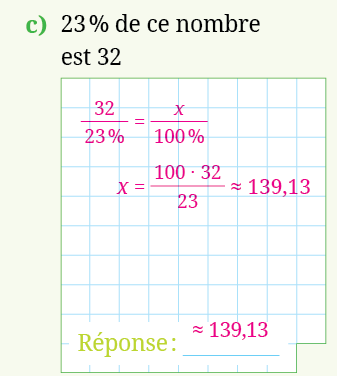 c) 23 % de ce nombre
est 32
32/23 % = x/100 %
x = 100 · 32/23 ≈ 139,13
Réponse : ≈ 139,13